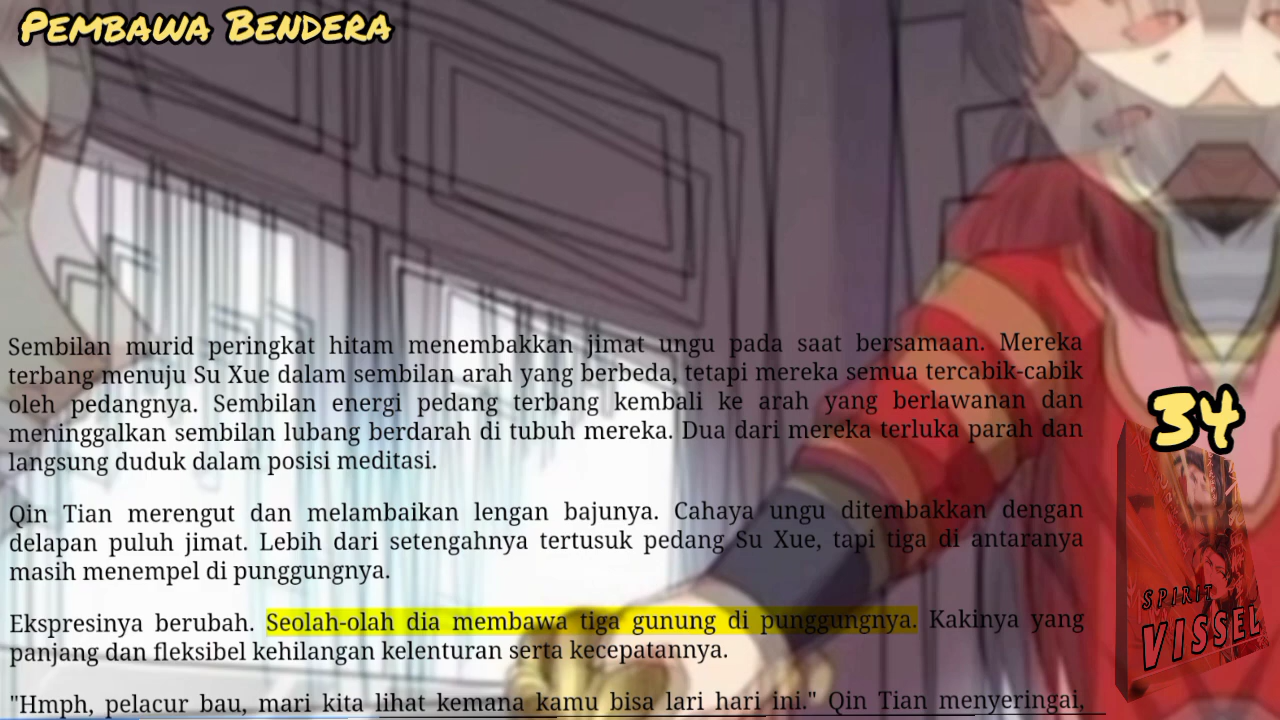 Pembawa Bendera
Sembilan murid peringkat hitam menembakkan jimat ungu pada saat bersamaan. Mereka
terbang menuju Su Xue dalam sembilan arah yang berbeda, tetapi mereka semua tercabik-cabik
oleh pedangnya. Sembilan energi pedang terbang kembali ke arah yang berlawanan dan
meninggalkan sembilan lubang berdarah di tubuh mereka. Dua dari mereka terluka parah dan
langsung duduk dalam posisi meditasi.
Qin Tian merengut dan melambaikan lengan bajunya. Cahaya ungu ditembakkan dengan
delapan puluh jimat. Lebih dari setengahnya tertusuk pedang Su Xue, tapi tiga di antaranya
masih menempel di punggungnya.
Ekspresinya berubah. Seolah-olah dia membawa tiga gunung di punggungnya. Kakinya yang
panjang dan fleksibel kehilangan kelenturan serta kecepatannya.
"Hmph, pelacur bau, mari kita lihat kemana kamu bisa lari hari ini." Qin Tian menyeringai,
34
SPIRIT
VISSEL